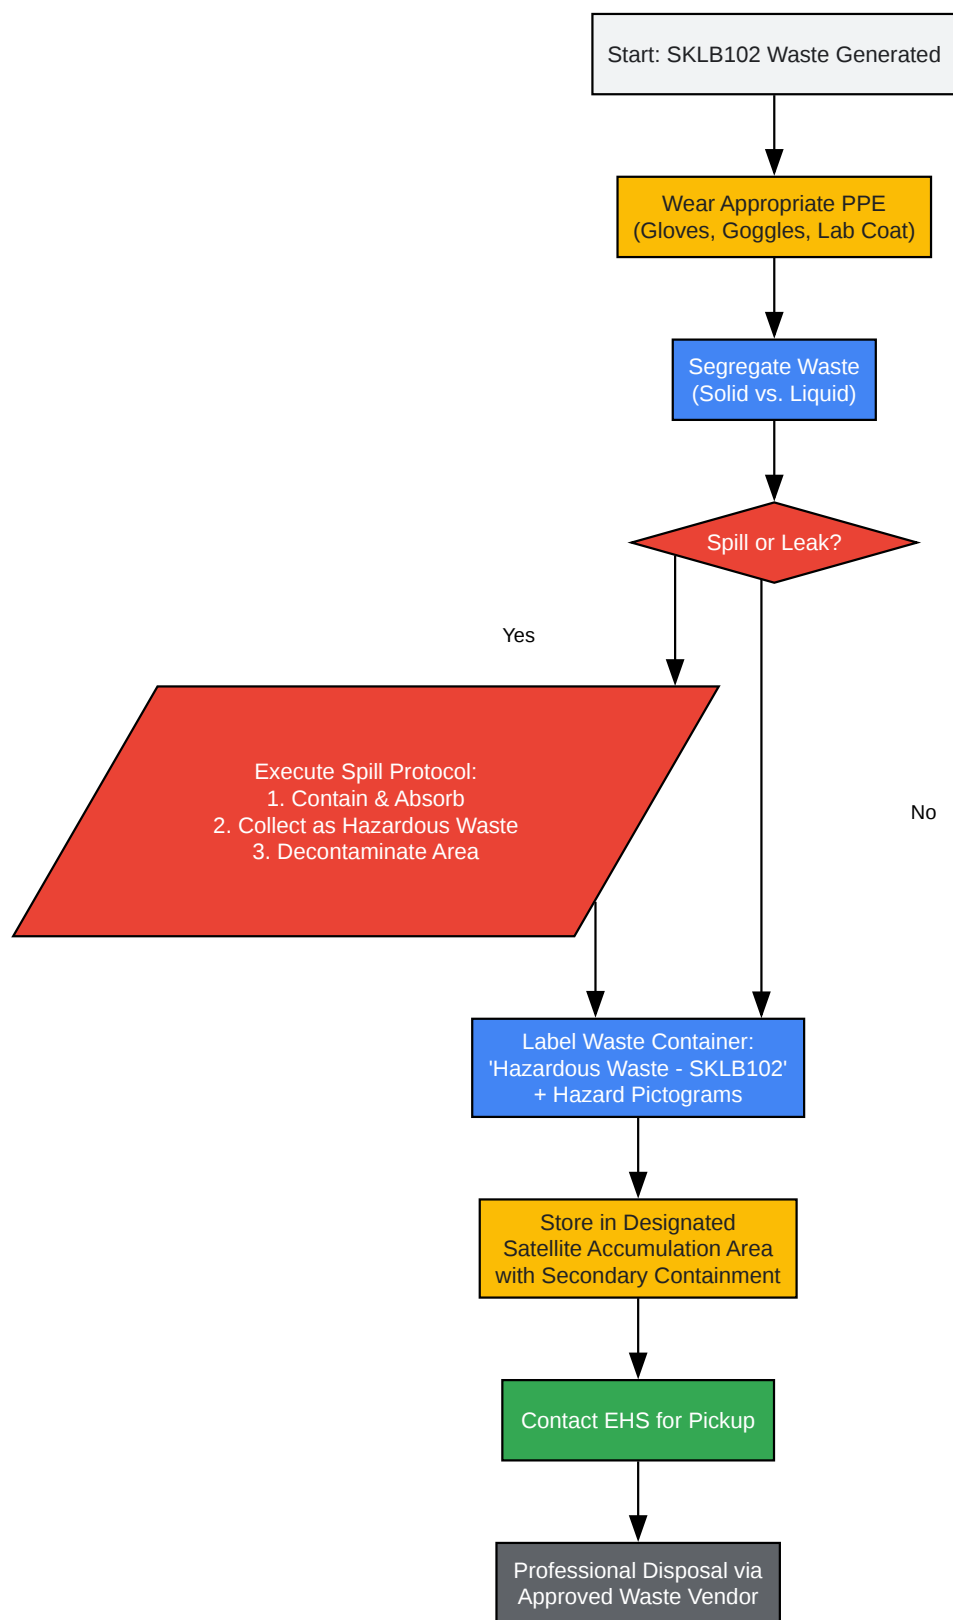 Start: SKLB102 Waste Generated
Wear Appropriate PPE
(Gloves, Goggles, Lab Coat)
Segregate Waste
(Solid vs. Liquid)
Spill or Leak?
Yes
Execute Spill Protocol:
1. Contain & Absorb
2. Collect as Hazardous Waste
3. Decontaminate Area
No
Label Waste Container:
'Hazardous Waste - SKLB102'
+ Hazard Pictograms
Store in Designated
Satellite Accumulation Area
with Secondary Containment
Contact EHS for Pickup
Professional Disposal via
Approved Waste Vendor